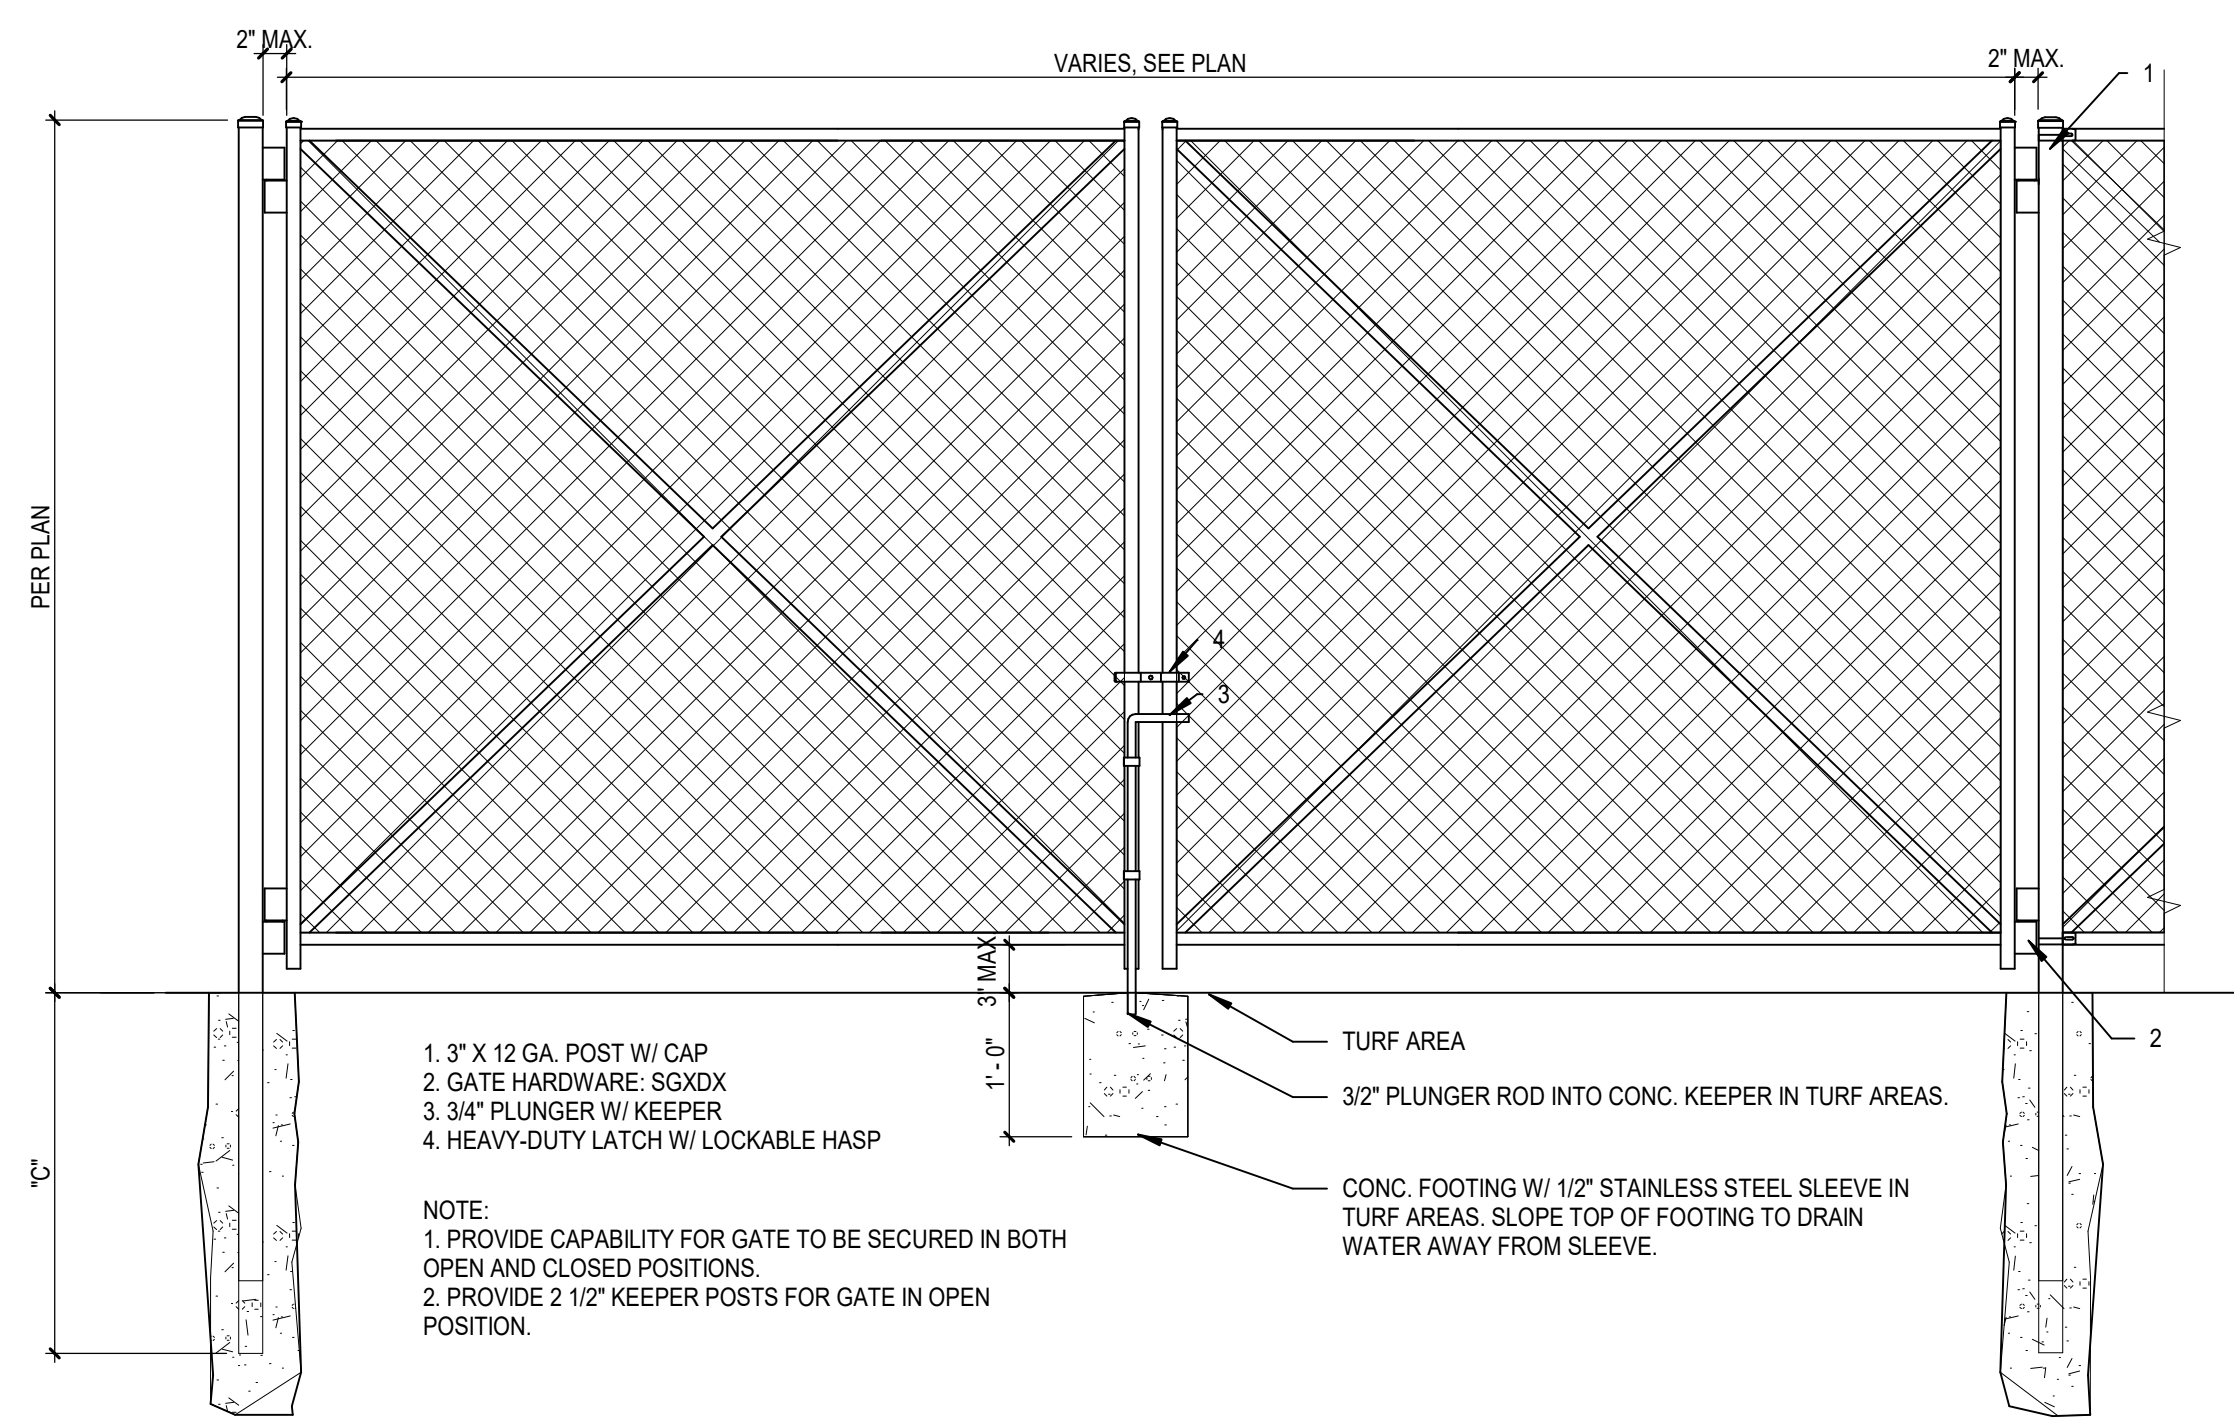 2" MAX.
VARIES, SEE PLAN
2" MAX.
1
PER PLAN
4
3
3" MAX
1' - 0"
"C"
2
TURF AREA
3/2" PLUNGER ROD INTO CONC. KEEPER IN TURF AREAS.
CONC. FOOTING W/ 1/2" STAINLESS STEEL SLEEVE IN
TURF AREAS. SLOPE TOP OF FOOTING TO DRAIN
WATER AWAY FROM SLEEVE.
1. 3" X 12 GA. POST W/ CAP
2. GATE HARDWARE: SGXDX
3. 3/4" PLUNGER W/ KEEPER
4. HEAVY-DUTY LATCH W/ LOCKABLE HASP
NOTE:
1. PROVIDE CAPABILITY FOR GATE TO BE SECURED IN BOTH
OPEN AND CLOSED POSITIONS.
2. PROVIDE 2 1/2" KEEPER POSTS FOR GATE IN OPEN
POSITION.